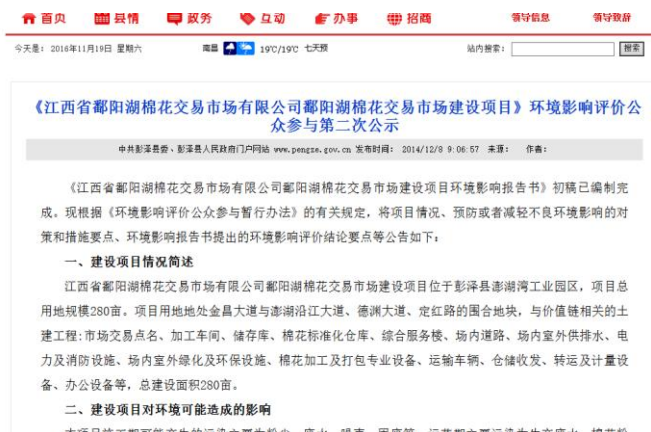 首页 县情 政务 互动 办事 招商 领导信息 领导致辞
今天是： 2016年11月19日 星期六 南昌 19℃/19℃ 七天预 站内搜索： 搜索
《江西省鄱阳湖棉花交易市场有限公司鄱阳湖棉花交易市场建设项目》环境影响评价公
众参与第二次公示
中共彭泽县委、彭泽县人民政府门户网站 www.pengze.gov.cn 发布时间： 2014/12/8 9:06:57 来源： 作者：
《江西省鄱阳湖棉花交易市场有限公司鄱阳湖棉花交易市场建设项目环境影响报告书》初稿已编制完
成。现根据《环境影响评价公众参与暂行办法》的有关规定，将项目情况、预防或者减轻不良环境影响的对
策和措施要点、环境影响报告书提出的环境影响评价结论要点等公告如下：
一、建设项目情况简述
江西省鄱阳湖棉花交易市场有限公司鄱阳湖棉花交易市场建设项目位于彭泽县澎湖湾工业园区，项目总
用地规模280亩。项目用地地处金昌大道与澎湖沿江大道、德渊大道、定红路的围合地块，与价值链相关的土
建工程:市场交易点名、加工车间、储存库、棉花标准化仓库、综合服务楼、场内道路、场内室外供排水、电
力及消防设施、场内室外绿化及环保设施、棉花加工及打包专业设备、运输车辆、仓储收发、转运及计量设
备、办公设备等，总建设面积280亩。
二、建设项目对环境可能造成的影响